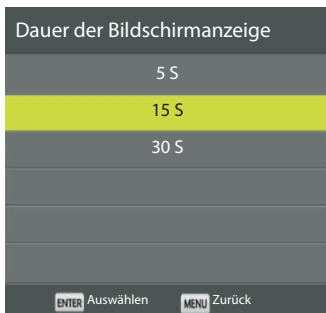 Dauer der Bildschirmanzeige
5 S
15 S
30 S
ENTER Auswählen MENU Zurück